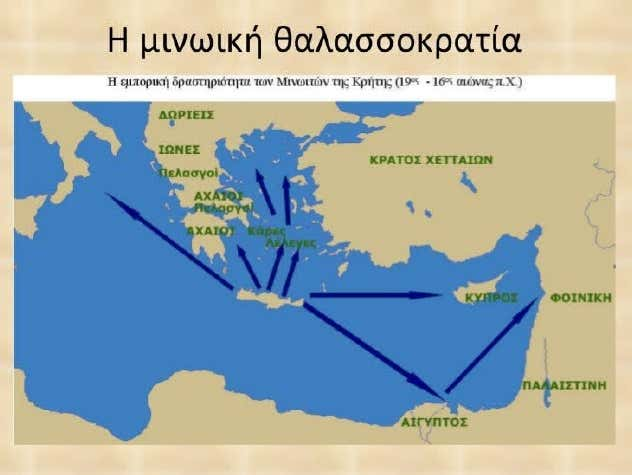 Η μινωική θαλασσοκρατία
Η εμπορική δραστηριότητα των Μινωιτών της Κρήτης (19ος - 16ος αιώνας π.Χ.)
ΔΩΡΙΕΙΣ
ΙΩΝΕΣ
Πελασγοί
ΚΡΑΤΟΣ ΧΕΤΤΑΙΩΝ
ΑΧΑΙΟΙ
Πελασγοί
ΑΧΑΙΟΙ
Κάρες
Λέλεγες
ΚΥΠΡΟΣ
ΦΟΙΝΙΚΗ
ΠΑΛΑΙΣΤΙΝΗ
ΑΙΓΥΠΤΟΣ